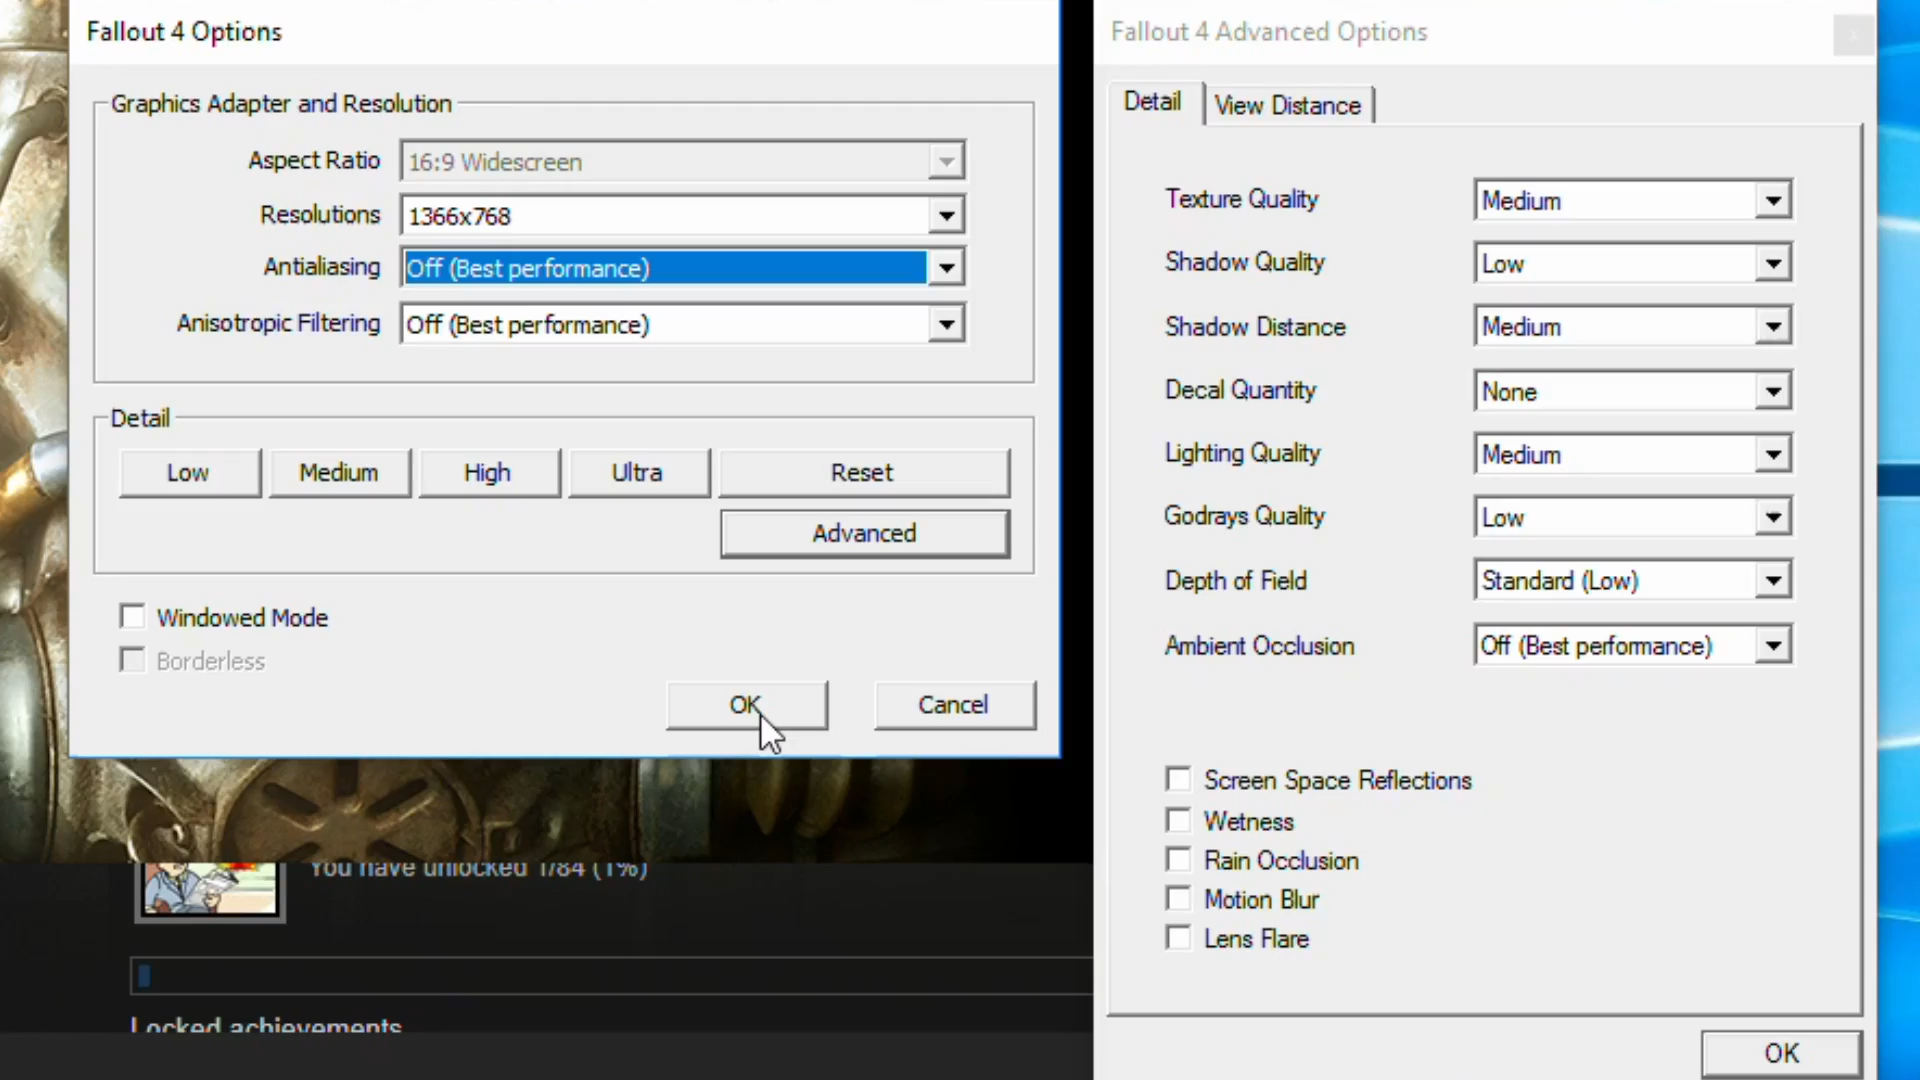 Fallout 4 Options
Graphics Adapter and Resolution
Aspect Ratio 16:9 Widescreen
Resolutions 1366x768
Antialiasing Off (Best performance)
Anisotropic Filtering Off (Best performance)
Detail
Low Medium High Ultra Reset
Advanced
Windowed Mode
Borderless
OK Cancel
You have unlocked 1/84 (1%)
Locked achievements
Fallout 4 Advanced Options
Detail View Distance
Texture Quality Medium
Shadow Quality Low
Shadow Distance Medium
Decal Quantity None
Lighting Quality Medium
Godrays Quality Low
Depth of Field Standard (Low)
Ambient Occlusion Off (Best performance)
Screen Space Reflections
Wetness
Rain Occlusion
Motion Blur
Lens Flare
OK